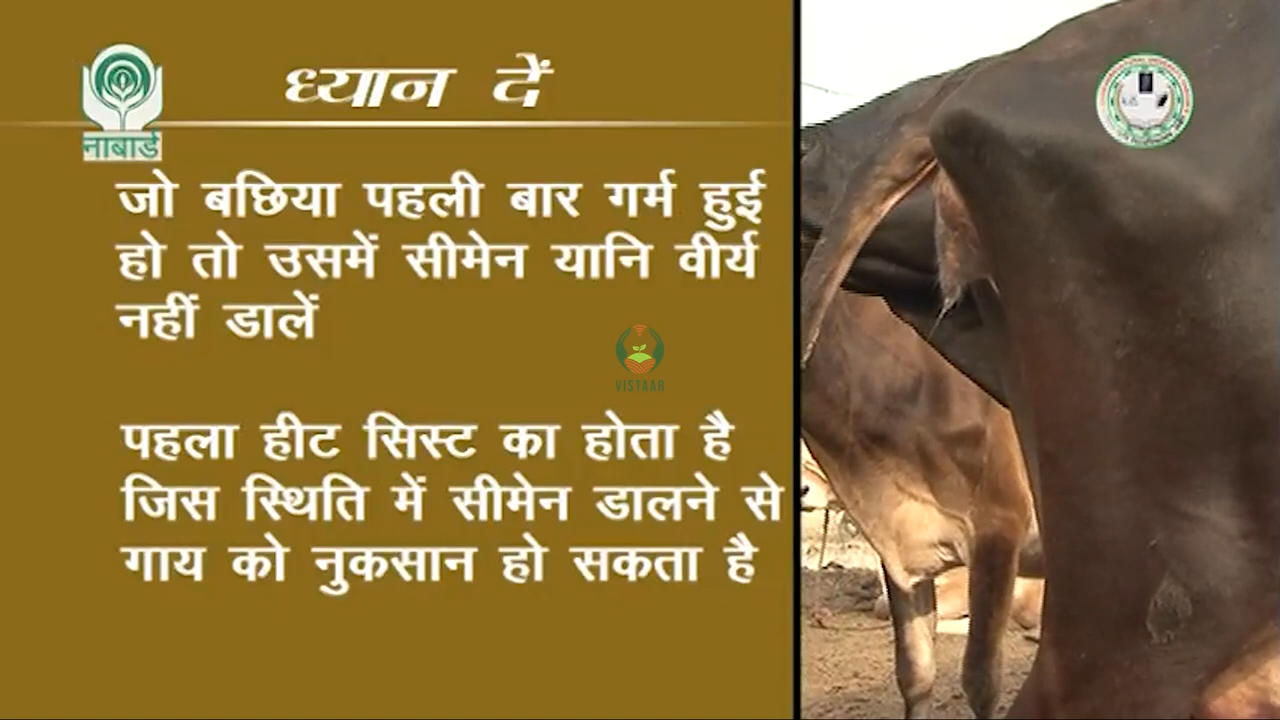 ध्यान दें
नाबार्ड
जो बछिया पहली बार गर्म हुई
हो तो उसमें सीमेन यानि वीर्य
नहीं डालें
VISTAAR
पहला हीट सिस्ट का होता है
जिस स्थिति में सीमेन डालने से
गाय को नुकसान हो सकता है